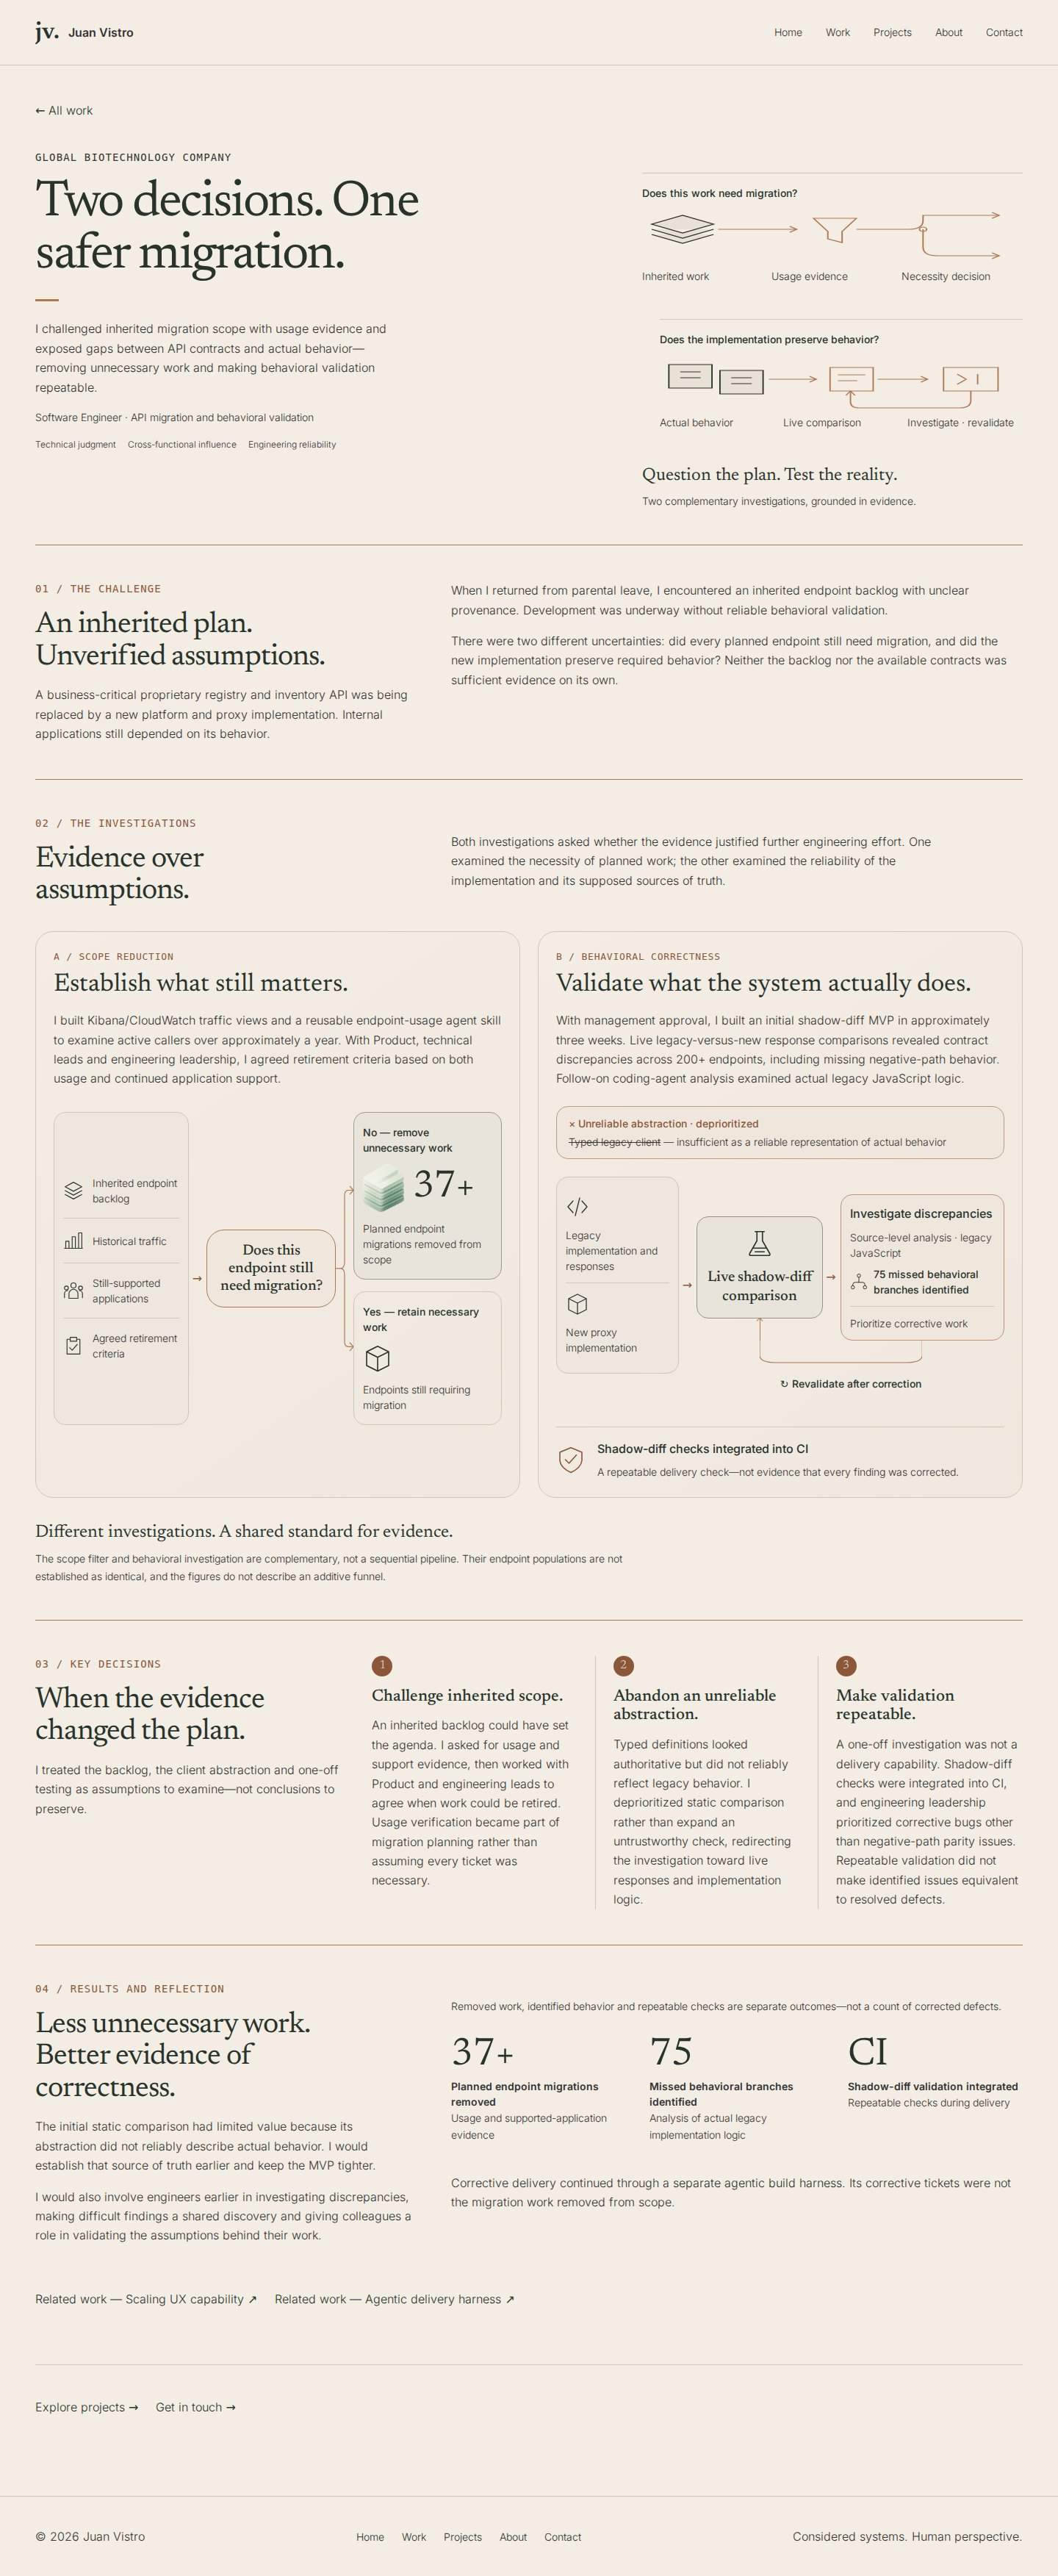 jv. Juan Vistro
Home Work Projects About Contact
← All work
GLOBAL BIOTECHNOLOGY COMPANY
Two decisions. One
safer migration.
I challenged inherited migration scope with usage evidence and
exposed gaps between API contracts and actual behavior—
removing unnecessary work and making behavioral validation
repeatable.
Software Engineer · API migration and behavioral validation
Technical judgment Cross-functional influence Engineering reliability
Does this work need migration?
Inherited work Usage evidence Necessity decision
Does the implementation preserve behavior?
Actual behavior Live comparison Investigate · revalidate
Question the plan. Test the reality.
Two complementary investigations, grounded in evidence.
01 / THE CHALLENGE
An inherited plan.
Unverified assumptions.
A business-critical proprietary registry and inventory API was being
replaced by a new platform and proxy implementation. Internal
applications still depended on its behavior.
When I returned from parental leave, I encountered an inherited endpoint backlog with unclear
provenance. Development was underway without reliable behavioral validation.
There were two different uncertainties: did every planned endpoint still need migration, and did the
new implementation preserve required behavior? Neither the backlog nor the available contracts was
sufficient evidence on its own.
02 / THE INVESTIGATIONS
Evidence over
assumptions.
Both investigations asked whether the evidence justified further engineering effort. One
examined the necessity of planned work; the other examined the reliability of the
implementation and its supposed sources of truth.
A / SCOPE REDUCTION
Establish what still matters.
I built Kibana/CloudWatch traffic views and a reusable endpoint-usage agent skill
to examine active callers over approximately a year. With Product, technical
leads and engineering leadership, I agreed retirement criteria based on both
usage and continued application support.
Inherited endpoint
backlog
Historical traffic
Still-supported
applications
Agreed retirement
criteria
→
Does this
endpoint still
need migration?
No — remove
unnecessary work
37+
Planned endpoint
migrations removed from
scope
Yes — retain necessary
work
Endpoints still requiring
migration
B / BEHAVIORAL CORRECTNESS
Validate what the system actually does.
With management approval, I built an initial shadow-diff MVP in approximately
three weeks. Live legacy-versus-new response comparisons revealed contract
discrepancies across 200+ endpoints, including missing negative-path behavior.
Follow-on coding-agent analysis examined actual legacy JavaScript logic.
× Unreliable abstraction · deprioritized
Typed legacy client — insufficient as a reliable representation of actual behavior
Legacy
implementation and
responses
New proxy
implementation
→
Live shadow-diff
comparison
→
Investigate discrepancies
Source-level analysis · legacy
JavaScript
75 missed behavioral
branches identified
Prioritize corrective work
↻ Revalidate after correction
Shadow-diff checks integrated into CI
A repeatable delivery check—not evidence that every finding was corrected.
Different investigations. A shared standard for evidence.
The scope filter and behavioral investigation are complementary, not a sequential pipeline. Their endpoint populations are not
established as identical, and the figures do not describe an additive funnel.
03 / KEY DECISIONS
When the evidence
changed the plan.
I treated the backlog, the client abstraction and one-off
testing as assumptions to examine—not conclusions to
preserve.
1
Challenge inherited scope.
An inherited backlog could have set
the agenda. I asked for usage and
support evidence, then worked with
Product and engineering leads to
agree when work could be retired.
Usage verification became part of
migration planning rather than
assuming every ticket was
necessary.
2
Abandon an unreliable
abstraction.
Typed definitions looked
authoritative but did not reliably
reflect legacy behavior. I
deprioritized static comparison
rather than expand an
untrustworthy check, redirecting
the investigation toward live
responses and implementation
logic.
3
Make validation
repeatable.
A one-off investigation was not a
delivery capability. Shadow-diff
checks were integrated into CI,
and engineering leadership
prioritized corrective bugs other
than negative-path parity issues.
Repeatable validation did not
make identified issues equivalent
to resolved defects.
04 / RESULTS AND REFLECTION
Less unnecessary work.
Better evidence of
correctness.
The initial static comparison had limited value because its
abstraction did not reliably describe actual behavior. I would
establish that source of truth earlier and keep the MVP tighter.
I would also involve engineers earlier in investigating discrepancies,
making difficult findings a shared discovery and giving colleagues a
role in validating the assumptions behind their work.
Removed work, identified behavior and repeatable checks are separate outcomes—not a count of corrected defects.
37+
Planned endpoint migrations
removed
Usage and supported-application
evidence
75
Missed behavioral branches
identified
Analysis of actual legacy
implementation logic
CI
Shadow-diff validation integrated
Repeatable checks during delivery
Corrective delivery continued through a separate agentic build harness. Its corrective tickets were not
the migration work removed from scope.
Related work — Scaling UX capability ↗ Related work — Agentic delivery harness ↗
Explore projects → Get in touch →
© 2026 Juan Vistro
Home Work Projects About Contact
Considered systems. Human perspective.